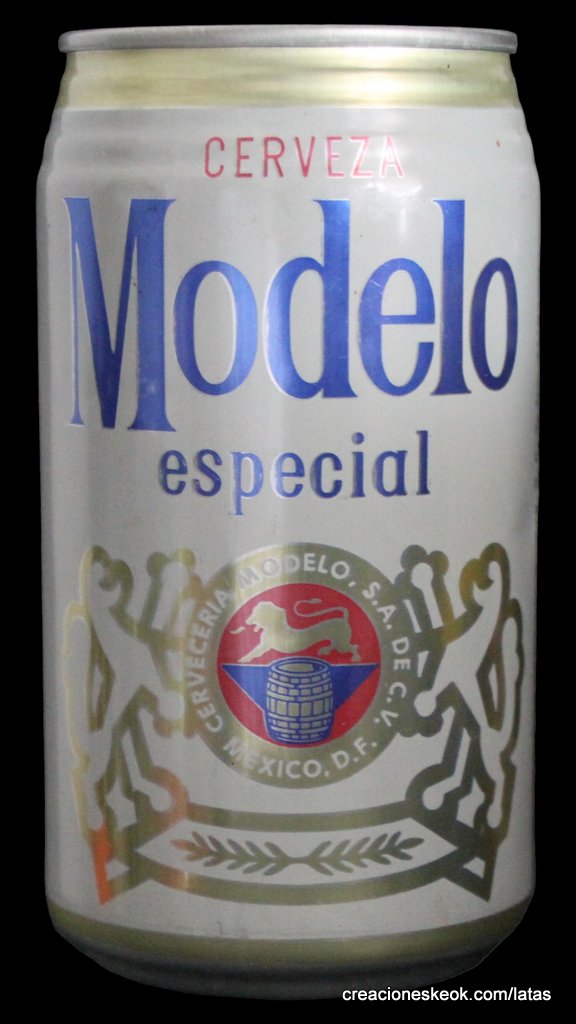 CERVEZA
Modelo
especial
CERVECERIA MODELO, S.A. DE C.V.
MEXICO, D.F.
creacioneskeok.com/latas